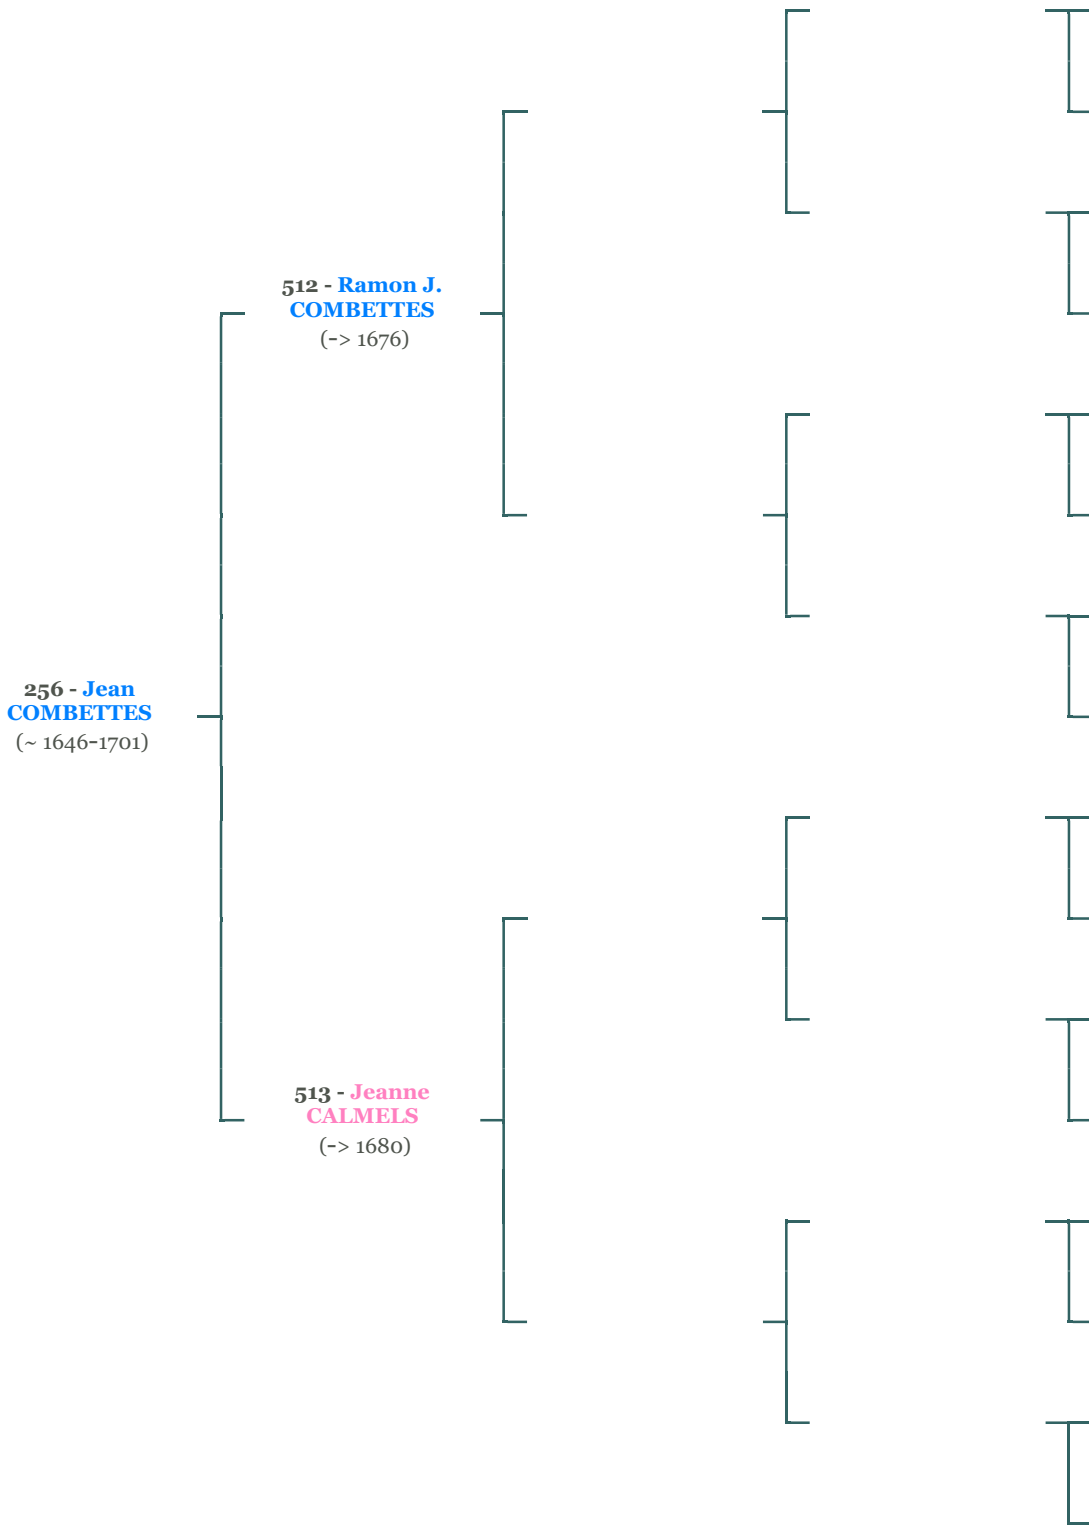 512 - Ramon J.
COMBETTES
(-> 1676)
256 - Jean
COMBETTES
(~ 1646-1701)
513 - Jeanne
CALMELS
(-> 1680)